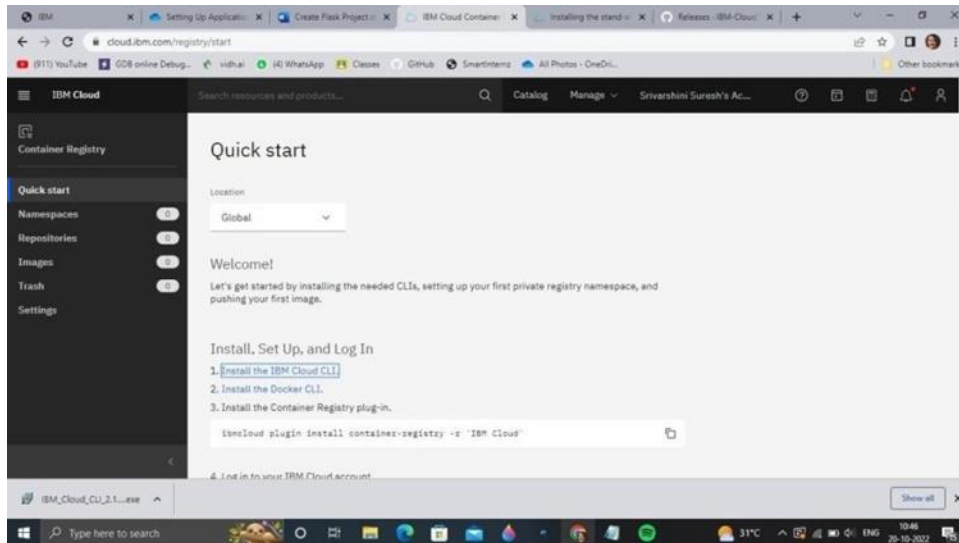 IBM
Setting Up Applicatio
Create Flask Project
IBM Cloud Container
Installing the stand-
Releases · IBM-Cloud
cloud.ibm.com/registry/start
(911) YouTube
GDB online Debug...
vidhai
(4) WhatsApp
Classes
GitHub
Smartinternz
All Photos - OneDri...
Other bookmark
IBM Cloud
Search resources and products...
Catalog
Manage
Srivarshini Suresh's Ac...
Container Registry
Quick start
Namespaces 0
Repositories 0
Images 0
Trash 0
Settings
Quick start
Location
Global
Welcome!
Let's get started by installing the needed CLIs, setting up your first private registry namespace, and
pushing your first image.
Install, Set Up, and Log In
1. Install the IBM Cloud CLI.
2. Install the Docker CLI.
3. Install the Container Registry plug-in.
ibmcloud plugin install container-registry -r 'IBM Cloud'
4. Log in to your IBM Cloud account
IBM_Cloud_CLI_2.1....exe
Show all
Type here to search
31°C
ENG
10:46
20-10-2022